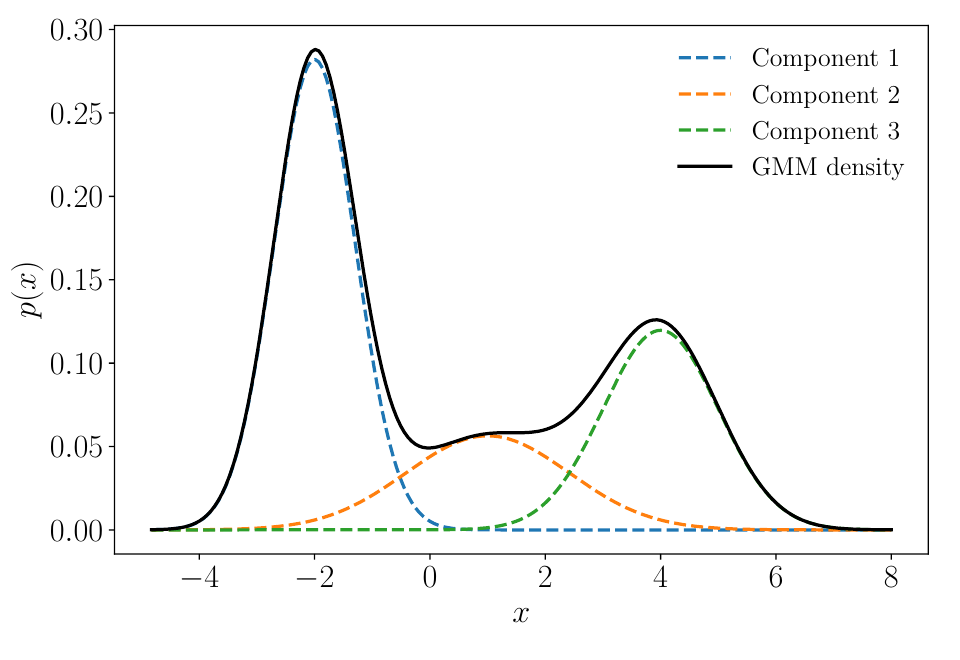 0.30
0.25
0.20
0.15
0.10
0.05
0.00
p(x)
Component 1
Component 2
Component 3
GMM density
−4 −2 0 2 4 6 8
x